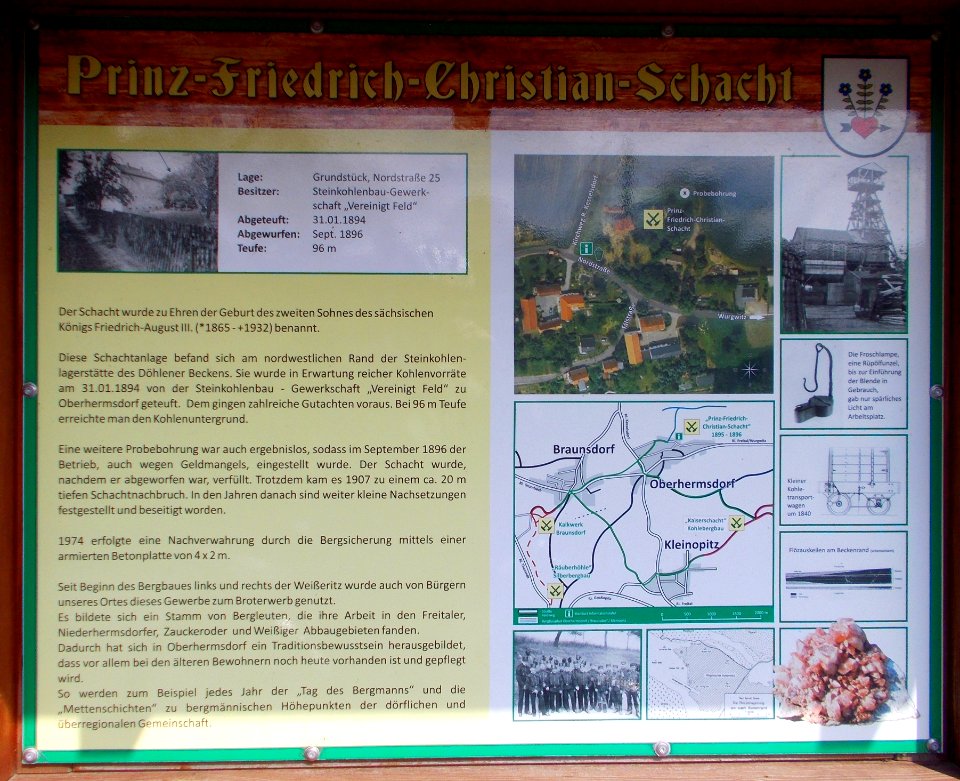 Prinz-Friedrich-Christian-Schacht
Lage: Grundstück, Nordstraße 25
Besitzer: Steinkohlenbau-Gewerk-
schaft „Vereinigt Feld"
Abgeteuft: 31.01.1894
Abgewurfen: Sept. 1896
Teufe: 96 m
Der Schacht wurde zu Ehren der Geburt des zweiten Sohnes des sächsischen
Königs Friedrich-August III. (*1865 - +1932) benannt.
Diese Schachtanlage befand sich am nordwestlichen Rand der Steinkohlen-
lagerstätte des Döhlener Beckens. Sie wurde in Erwartung reicher Kohlenvorräte
am 31.01.1894 von der Steinkohlenbau - Gewerkschaft „Vereinigt Feld" zu
Oberhermsdorf geteuft. Dem gingen zahlreiche Gutachten voraus. Bei 96 m Teufe
erreichte man den Kohlenuntergrund.
Eine weitere Probebohrung war auch ergebnislos, sodass im September 1896 der
Betrieb, auch wegen Geldmangels, eingestellt wurde. Der Schacht wurde,
nachdem er abgeworfen war, verfüllt. Trotzdem kam es 1907 zu einem ca. 20 m
tiefen Schachtnachbruch. In den Jahren danach sind weiter kleine Nachsetzungen
festgestellt und beseitigt worden.
1974 erfolgte eine Nachverwahrung durch die Bergsicherung mittels einer
armierten Betonplatte von 4 x 2 m.
Seit Beginn des Bergbaues links und rechts der Weißeritz wurde auch von Bürgern
unseres Ortes dieses Gewerbe zum Broterwerb genutzt.
Es bildete sich ein Stamm von Bergleuten, die ihre Arbeit in den Freitaler,
Niederhermsdorfer, Zauckeroder und Weißiger Abbaugebieten fanden.
Dadurch hat sich in Oberhermsdorf ein Traditionsbewusstsein herausgebildet,
dass vor allem bei den älteren Bewohnern noch heute vorhanden ist und gepflegt
wird.
So werden zum Beispiel jedes Jahr der „Tag des Bergmanns" und die
„Mettenschichten" zu bergmännischen Höhepunkten der dörflichen und
überregionalen Gemeinschaft.
Probebohrung
Prinz-
Friedrich-Christian-
Schacht
Nordstraße
Wurgwitz
„Prinz-Friedrich-
Christian-Schacht"
1895 - 1896
Braunsdorf
Oberhermsdorf
„Kaiserschacht"
Kohlebergbau
Kalkwerk
Braunsdorf
Kleinopitz
„Räuberhöhle"
Silberbergbau
Die Froschlampe,
eine Rüpölfunzel,
bis zur Einführung
der Blende in
Gebrauch,
gab nur spärliches
Licht am
Arbeitsplatz.
Kleiner
Kohle-
transport-
wagen
um 1840
Flözauskeilen am Beckenrand